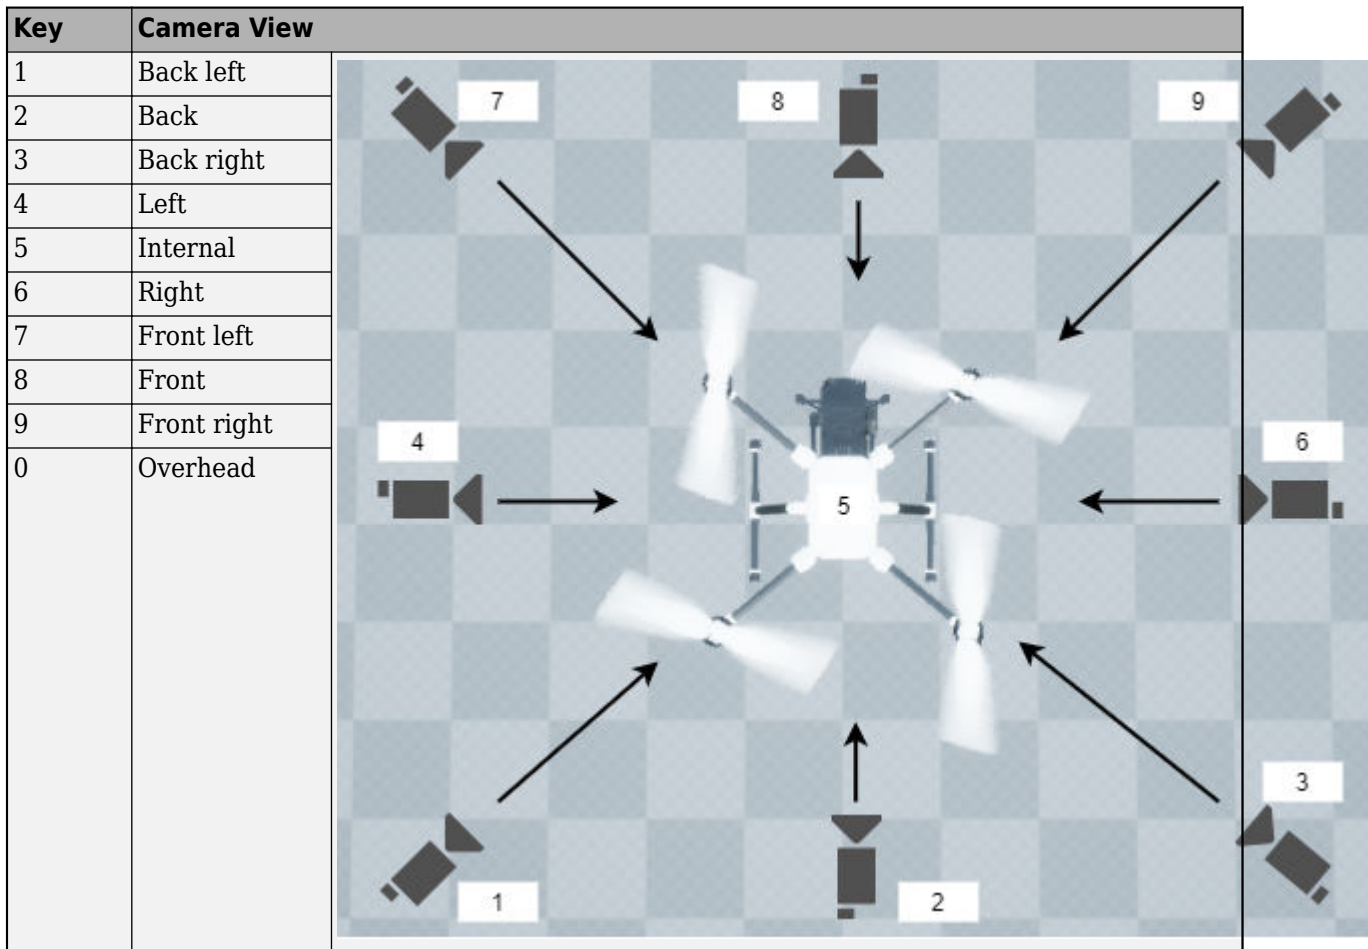 Key Camera View
1 Back left
2 Back
3 Back right
4 Left
5 Internal
6 Right
7 Front left
8 Front
9 Front right
0 Overhead
7 8 9
4 6
5
3
1 2